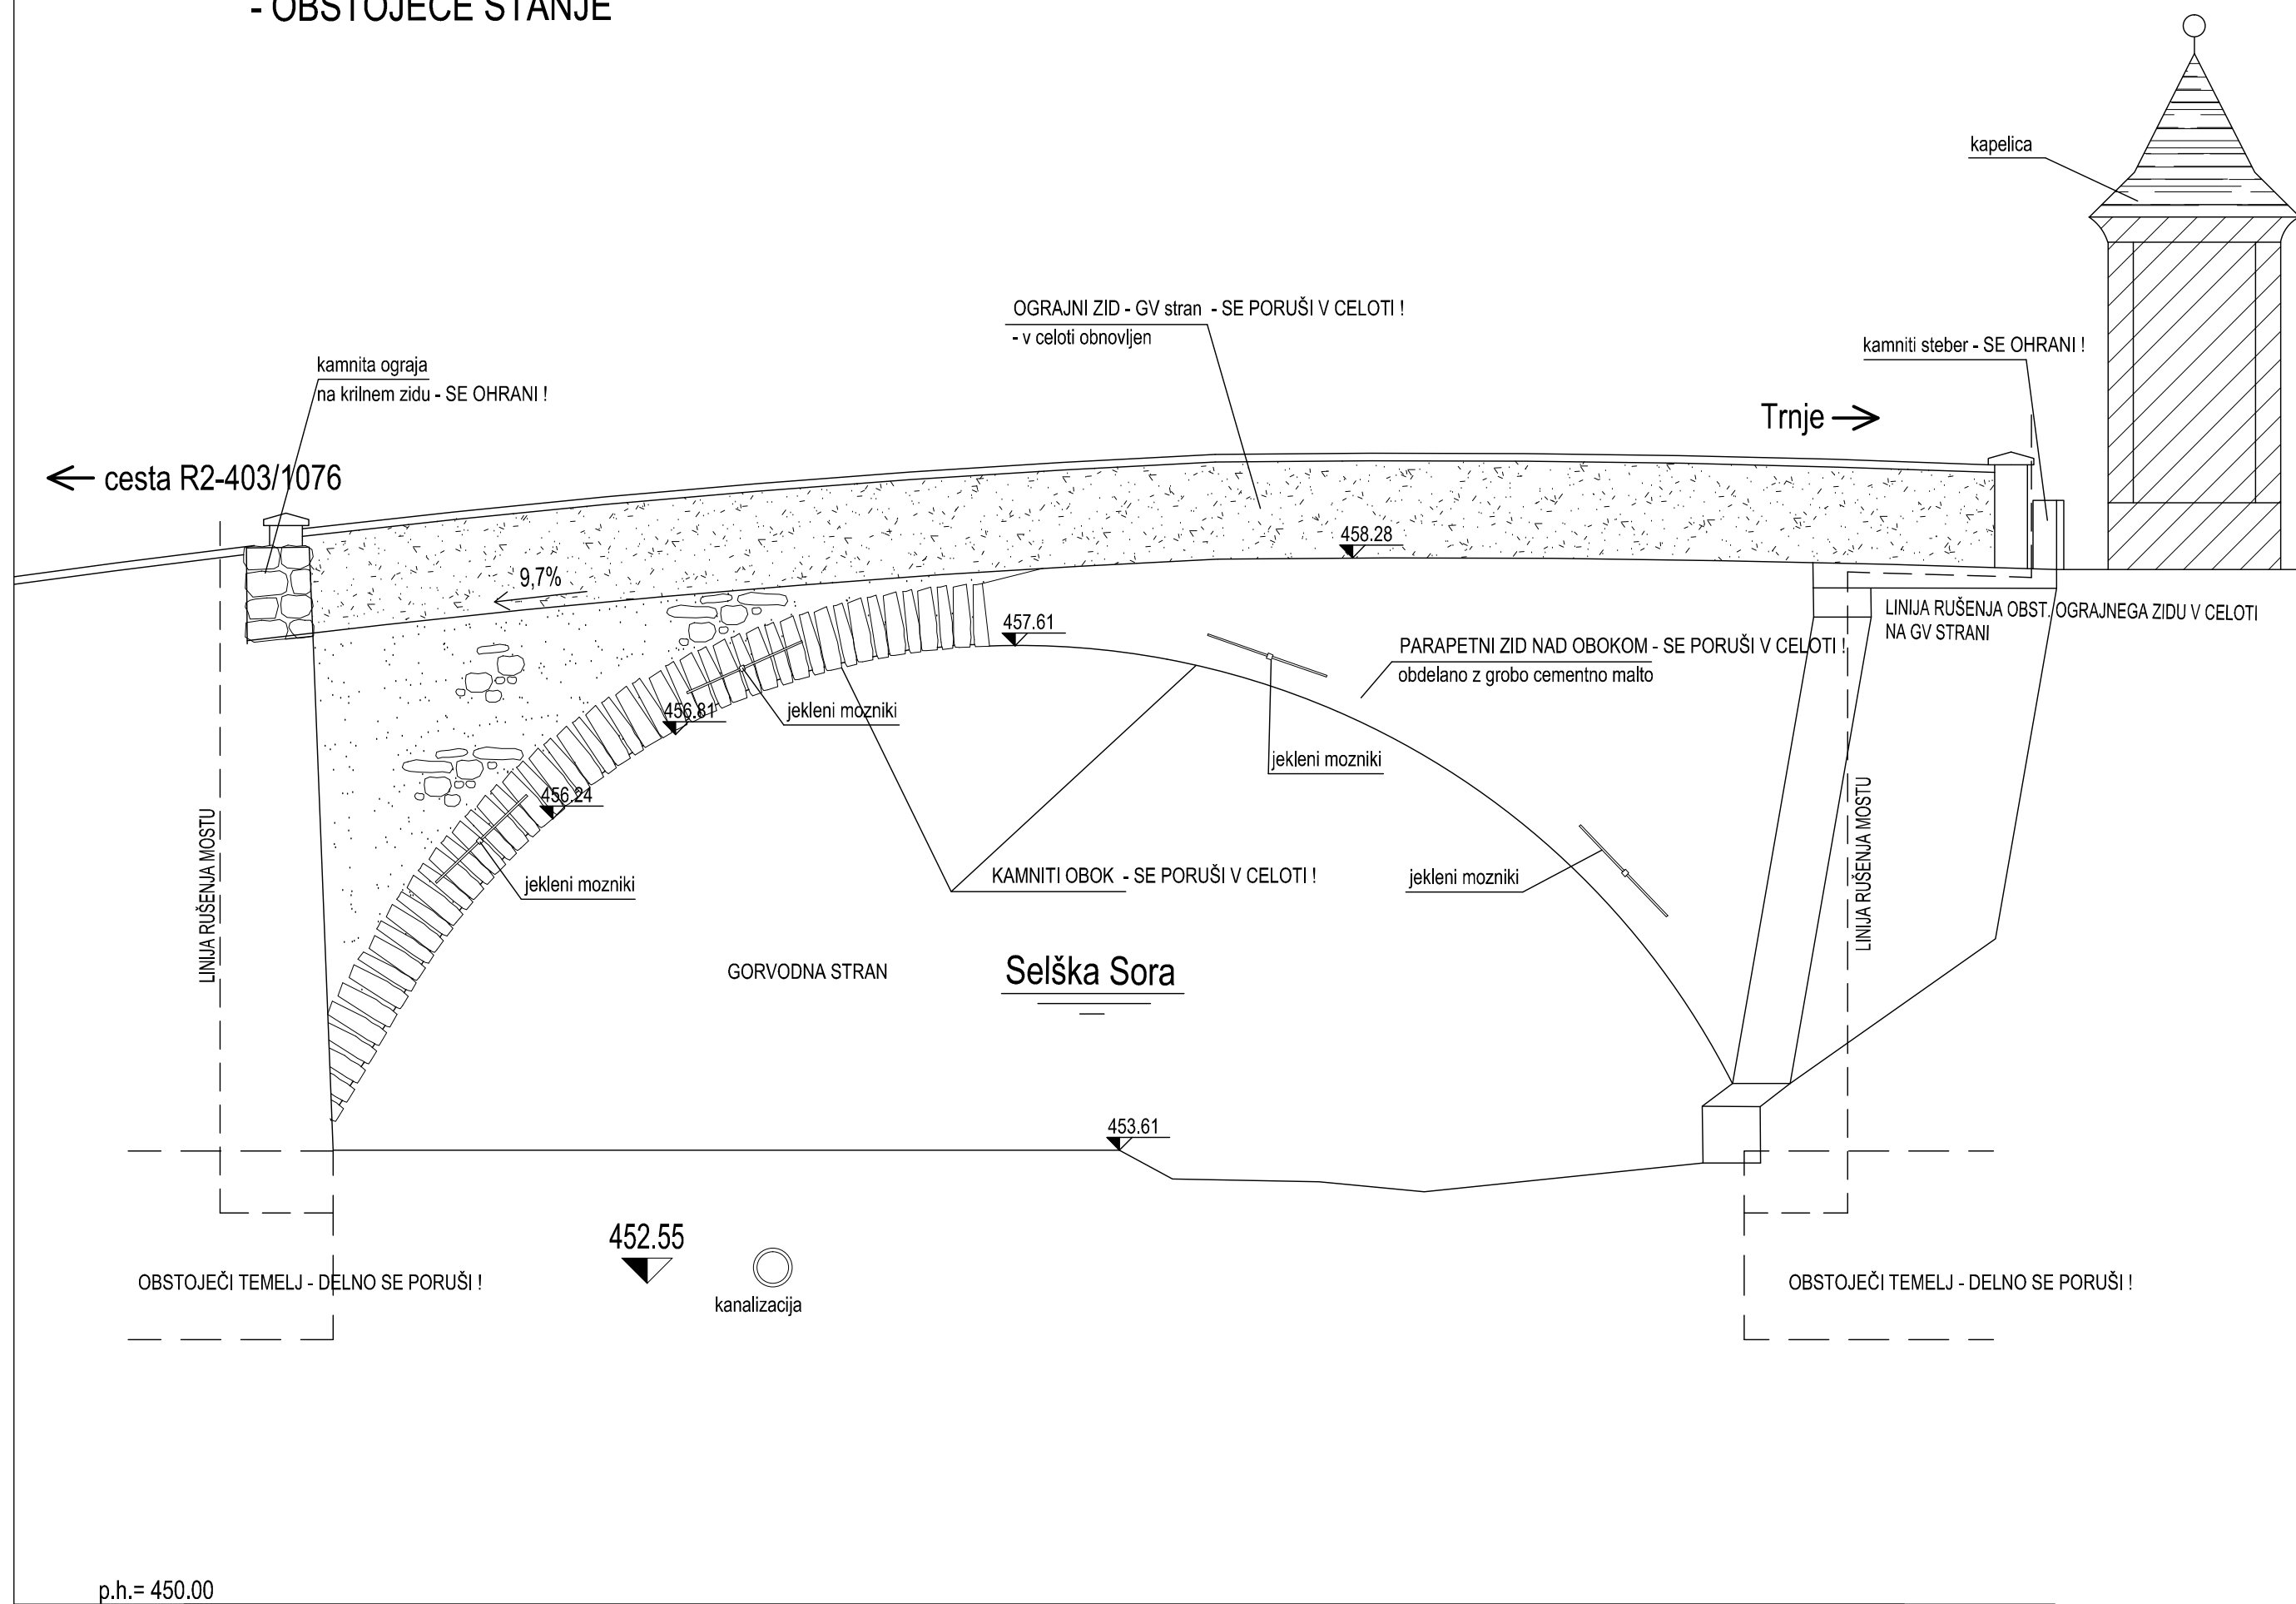 - OBSTOJEČE STANJE
kapelica
OGRAJNI ZID - GV stran - SE PORUŠI V CELOTI !
- v celoti obnovljen
kamniti steber - SE OHRANI !
kamnita ograja
na krilnem zidu - SE OHRANI !
Trnje
cesta R2-403/1076
458.28
9,7%
457.61
LINIJA RUŠENJA OBST. OGRAJNEGA ZIDU V CELOTI
NA GV STRANI
PARAPETNI ZID NAD OBOKOM - SE PORUŠI V CELOTI !
obdelano z grobo cementno malto
456.81
jekleni mozniki
jekleni mozniki
456.24
LINIJA RUŠENJA MOSTU
LINIJA RUŠENJA MOSTU
jekleni mozniki
KAMNITI OBOK - SE PORUŠI V CELOTI !
jekleni mozniki
GORVODNA STRAN
Selška Sora
453.61
452.55
OBSTOJEČI TEMELJ - DELNO SE PORUŠI !
kanalizacija
OBSTOJEČI TEMELJ - DELNO SE PORUŠI !
p.h.= 450.00